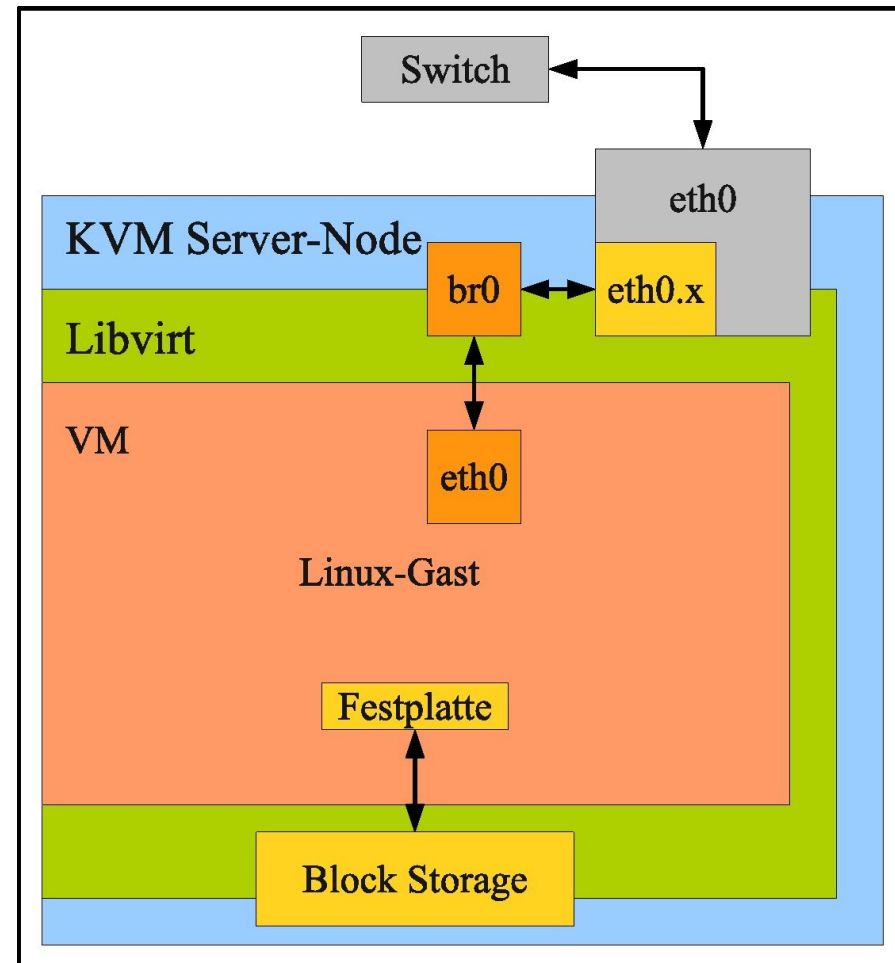 Switch
eth0
KVM Server-Node
br0
eth0.x
Libvirt
VM
eth0
Linux-Gast
Festplatte
Block Storage